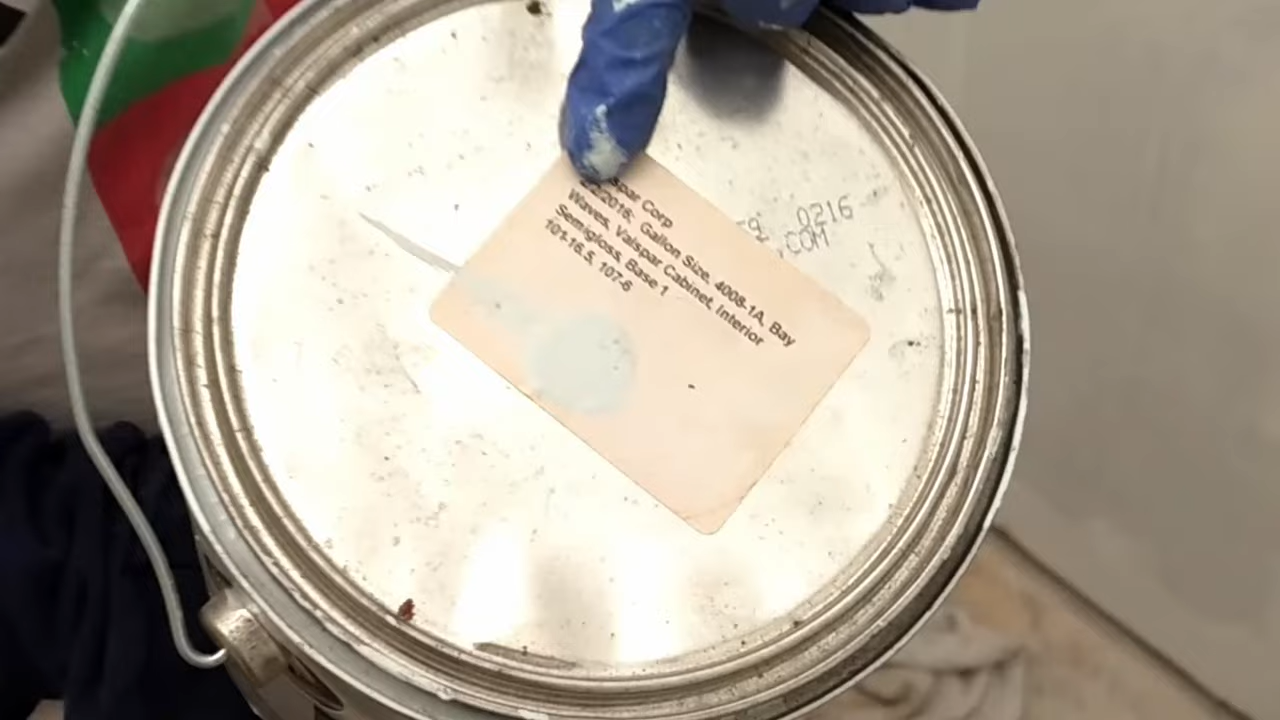 spar Corp
2016, Gallon Size, 4008-1A, Bay
Waves, Valspar Cabinet, Interior
Semigloss, Base 1
101-16.5, 107-6
0216
COM